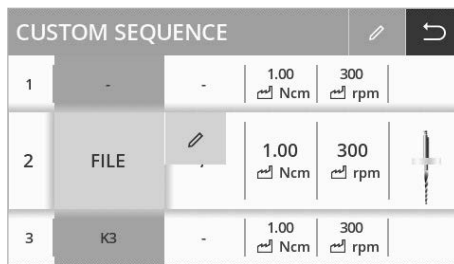 CUSTOM SEQUENCE
1 - - 1.00 Ncm 300 rpm
2 FILE 1.00 Ncm 300 rpm
3 K3 - 1.00 Ncm 300 rpm